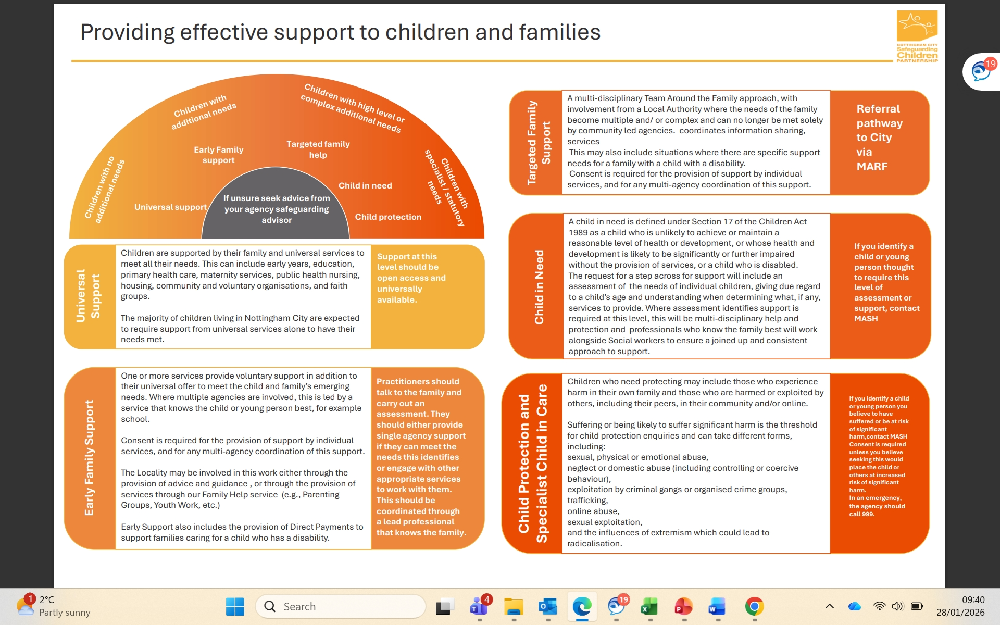 Providing effective support to children and families
NOTTINGHAM CITY
Safeguarding
Children
PARTNERSHIP
19
Children with no
additional needs
Children with
additional needs
Children with high level or
complex additional needs
Children with
specialist / statutory
needs
Universal support
Early Family
support
Targeted family
help
Child in need
Child protection
If unsure seek advice from
your agency safeguarding
advisor
Universal
Support
Children are supported by their family and universal services to
meet all their needs. This can include early years, education,
primary health care, maternity services, public health nursing,
housing, community and voluntary organisations, and faith
groups.
The majority of children living in Nottingham City are expected
to require support from universal services alone to have their
needs met.
Support at this
level should be
open access and
universally
available.
Early Family Support
One or more services provide voluntary support in addition to
their universal offer to meet the child and family’s emerging
needs. Where multiple agencies are involved, this is led by a
service that knows the child or young person best, for example
school.
Consent is required for the provision of support by individual
services, and for any multi-agency coordination of this support.
The Locality may be involved in this work either through the
provision of advice and guidance , or through the provision of
services through our Family Help service (e.g., Parenting
Groups, Youth Work, etc.)
Early Support also includes the provision of Direct Payments to
support families caring for a child who has a disability.
Practitioners should
talk to the family and
carry out an
assessment. They
should either provide
single agency support
if they can meet the
needs this identifies
or engage with other
appropriate services
to work with them.
This should be
coordinated through
a lead professional
that knows the family.
Targeted Family
Support
A multi-disciplinary Team Around the Family approach, with
involvement from a Local Authority where the needs of the family
become multiple and/ or complex and can no longer be met solely
by community led agencies. coordinates information sharing,
services
This may also include situations where there are specific support
needs for a family with a child with a disability.
Consent is required for the provision of support by individual
services, and for any multi-agency coordination of this support.
Referral
pathway
to City
via
MARF
Child in Need
A child in need is defined under Section 17 of the Children Act
1989 as a child who is unlikely to achieve or maintain a
reasonable level of health or development, or whose health and
development is likely to be significantly or further impaired
without the provision of services, or a child who is disabled.
The request for a step across for support will include an
assessment of the needs of individual children, giving due regard
to a child’s age and understanding when determining what, if any,
services to provide. Where assessment identifies support is
required at this level, this will be multi-disciplinary help and
protection and professionals who know the family best will work
alongside Social workers to ensure a joined up and consistent
approach to support.
If you identify a
child or young
person thought
to require this
level of
assessment or
support, contact
MASH
Child Protection and
Specialist Child in Care
Children who need protecting may include those who experience
harm in their own family and those who are harmed or exploited by
others, including their peers, in their community and/or online.
Suffering or being likely to suffer significant harm is the threshold
for child protection enquiries and can take different forms,
including:
sexual, physical or emotional abuse,
neglect or domestic abuse (including controlling or coercive
behaviour),
exploitation by criminal gangs or organised crime groups,
trafficking,
online abuse,
sexual exploitation,
and the influences of extremism which could lead to
radicalisation.
If you identify a child
or young person you
believe to have
suffered or be at risk
of significant
harm,contact MASH
Consent is required
unless you believe
seeking this would
place the child or
others at increased
risk of significant
harm.
In an emergency,
the agency should
call 999.
1
2°C
Partly sunny
Search
4
T
O
19
X
P
W
09:40
28/01/2026